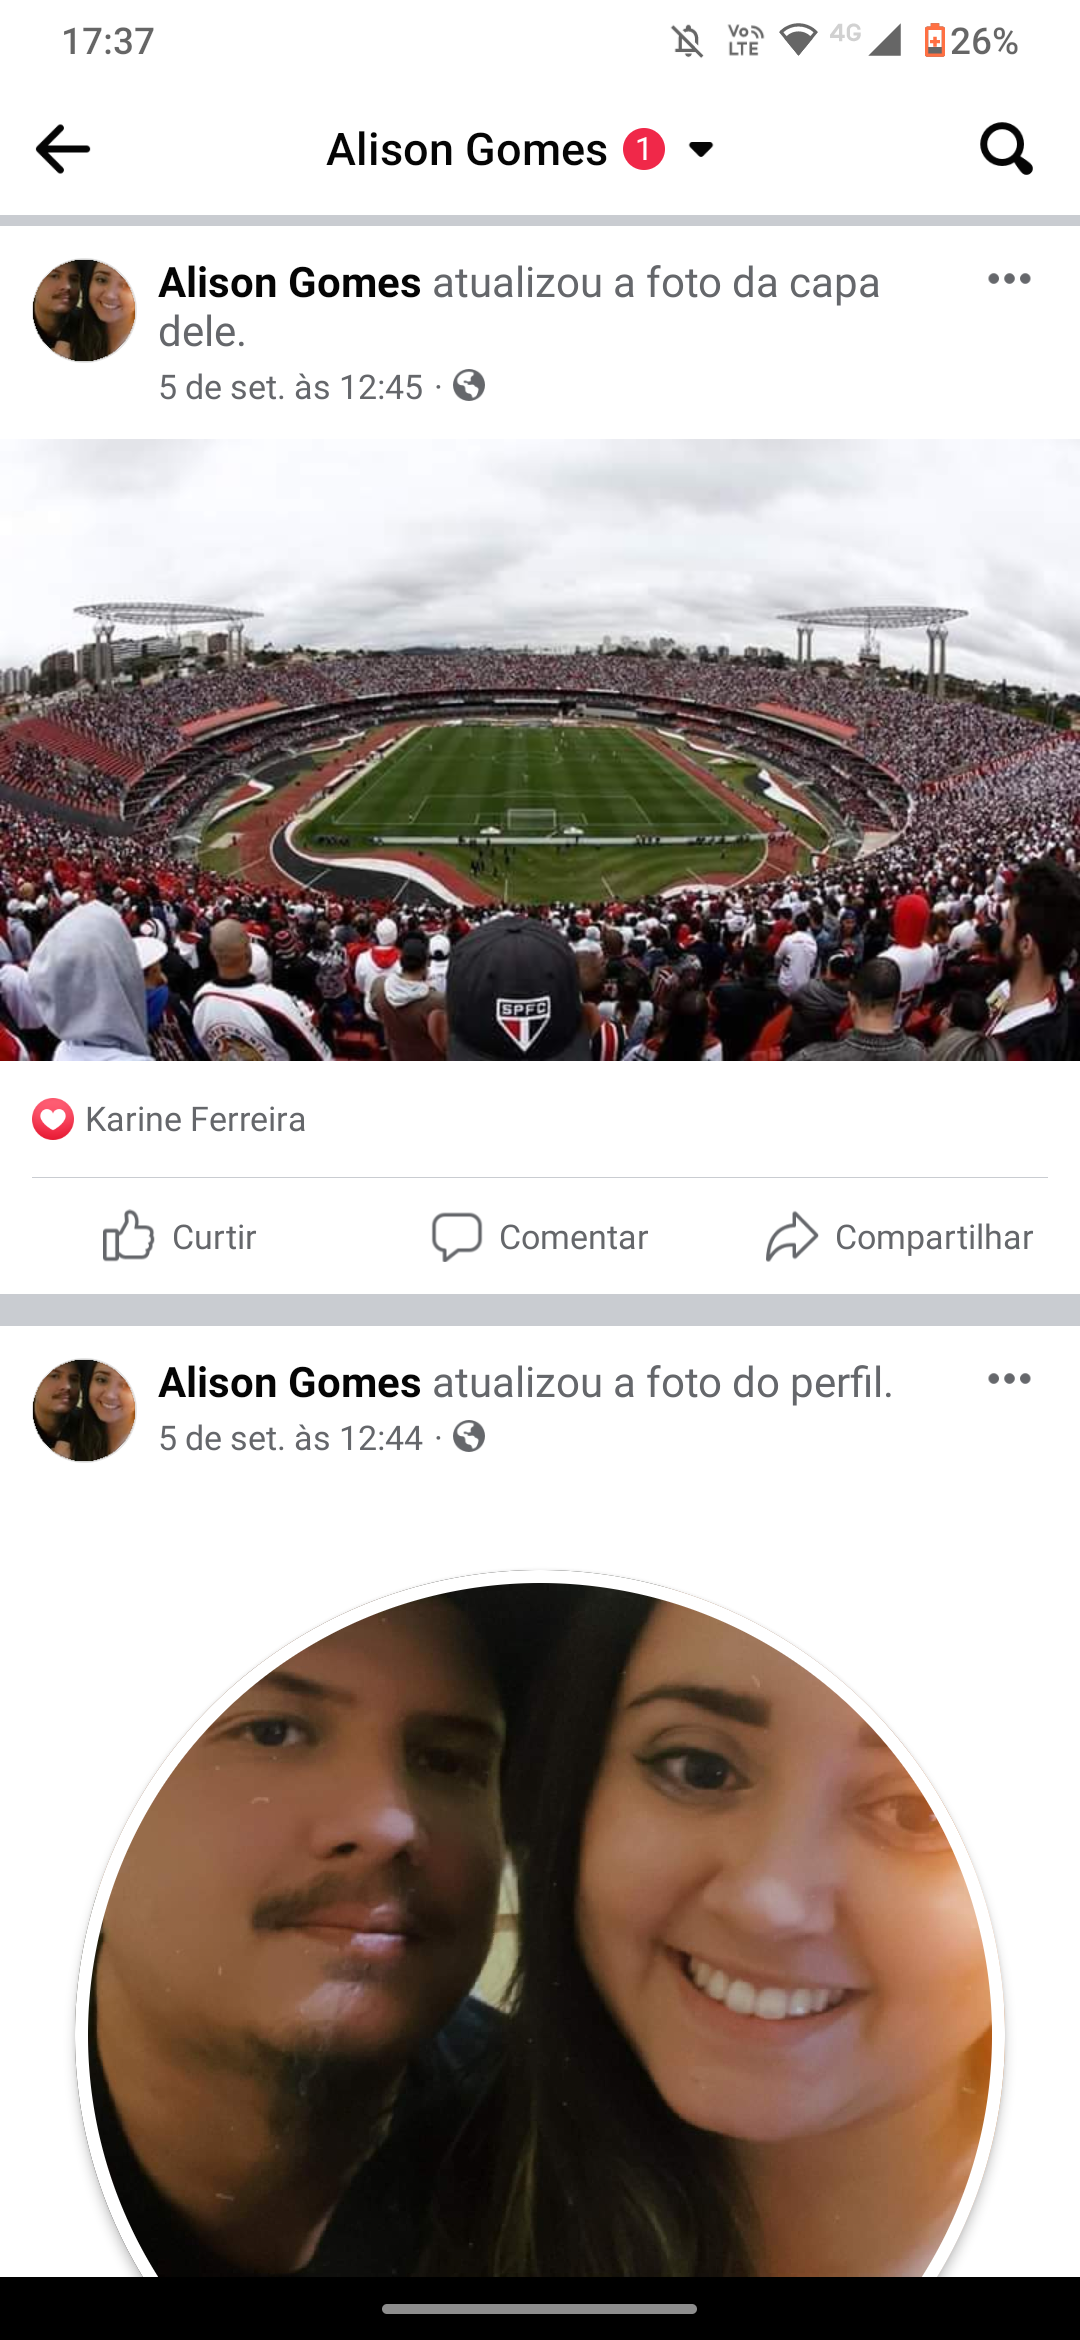 17:37
Vo LTE 4G 26%
Alison Gomes 1
Alison Gomes atualizou a foto da capa
dele.
5 de set. às 12:45 ·
SPFC
Karine Ferreira
Curtir Comentar Compartilhar
Alison Gomes atualizou a foto do perfil.
5 de set. às 12:44 ·